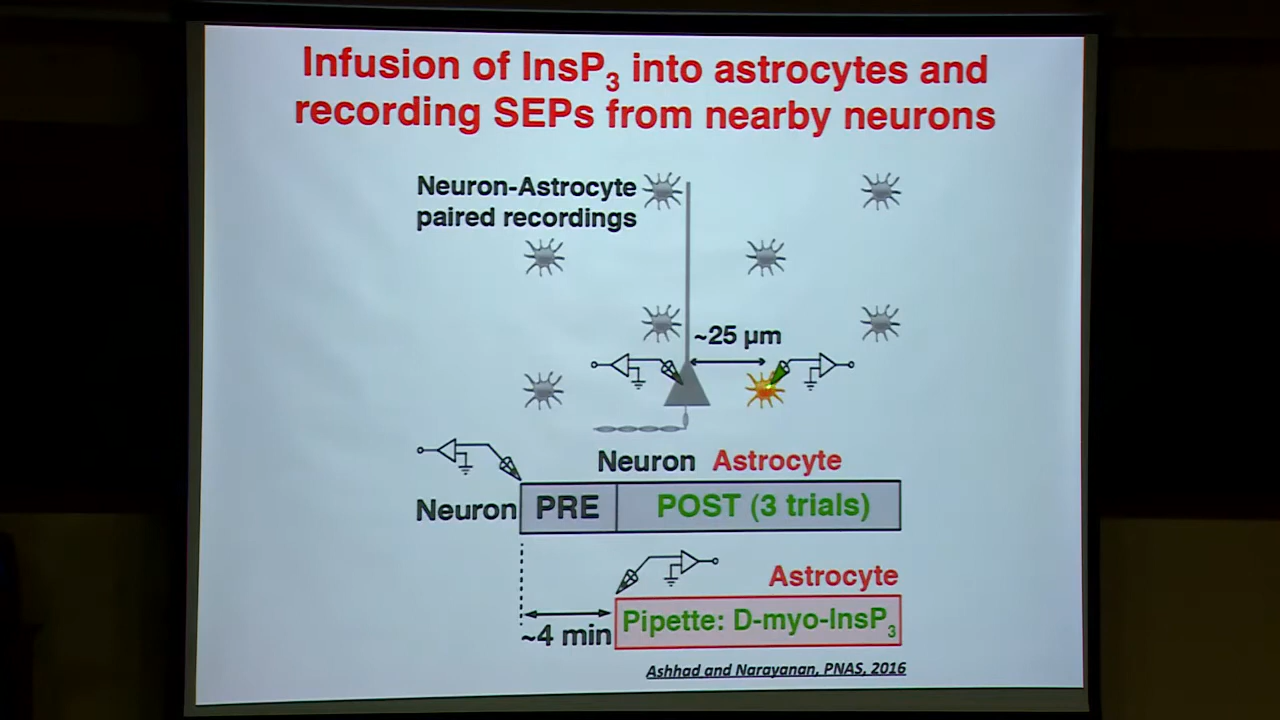 Infusion of InsP3 into astrocytes and
recording SEPs from nearby neurons
Neuron-Astrocyte
paired recordings
~25 µm
Neuron Astrocyte
Neuron PRE POST (3 trials)
Astrocyte
~4 min Pipette: D-myo-InsP3
Ashhad and Narayanan, PNAS, 2016